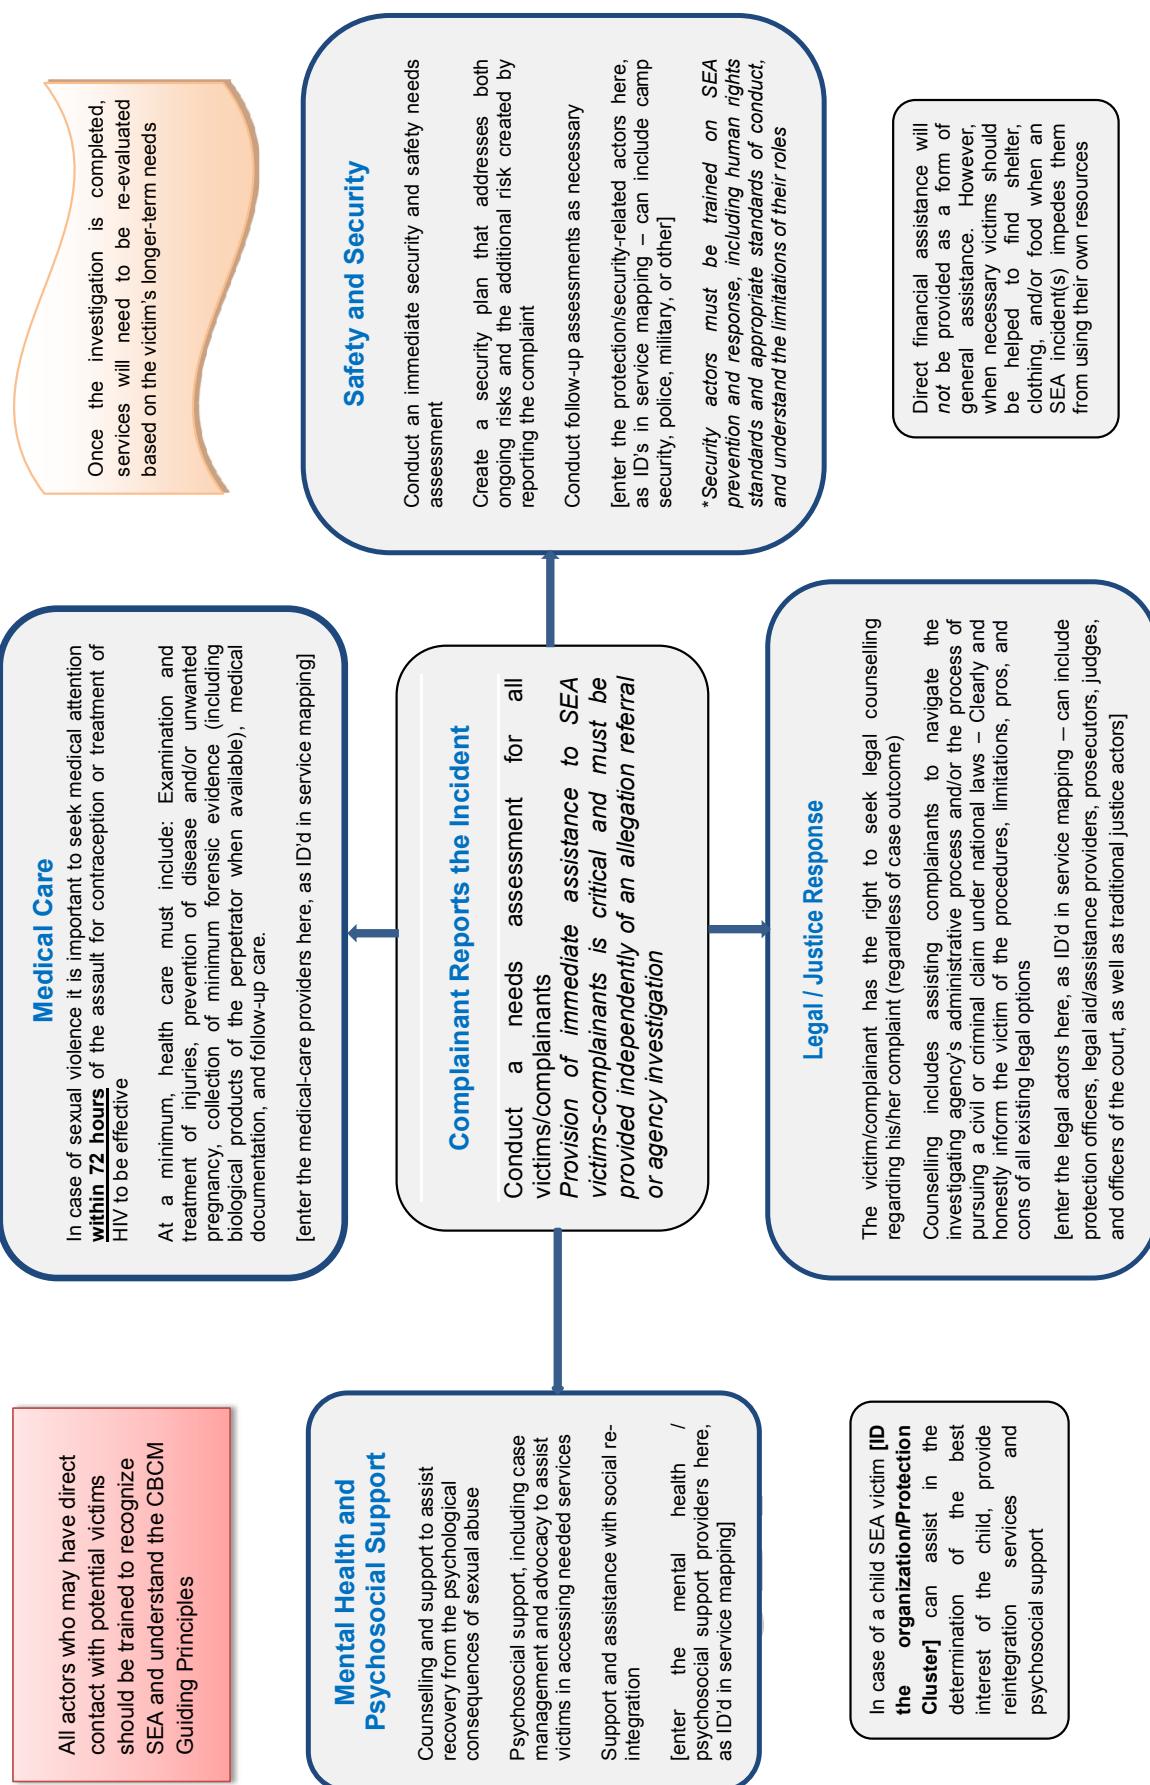 All actors who may have direct
contact with potential victims
should be trained to recognize
SEA and understand the CBCM
Guiding Principles
Medical Care
In case of sexual violence it is important to seek medical attention
within 72 hours of the assault for contraception or treatment of
HIV to be effective
At a minimum, health care must include: Examination and
treatment of injuries, prevention of disease and/or unwanted
pregnancy, collection of minimum forensic evidence (including
biological products of the perpetrator when available), medical
documentation, and follow-up care.
[enter the medical-care providers here, as ID'd in service mapping]
Once the investigation is completed,
services will need to be re-evaluated
based on the victim's longer-term needs
Mental Health and
Psychosocial Support
Counselling and support to assist
recovery from the psychological
consequences of sexual abuse
Psychosocial support, including case
management and advocacy to assist
victims in accessing needed services
Support and assistance with social re-
integration
[enter the mental health /
psychosocial support providers here,
as ID'd in service mapping]
Complainant Reports the Incident
Conduct a needs assessment for all
victims/complainants
Provision of immediate assistance to SEA
victims-complainants is critical and must be
provided independently of an allegation referral
or agency investigation
Safety and Security
Conduct an immediate security and safety needs
assessment
Create a security plan that addresses both
ongoing risks and the additional risk created by
reporting the complaint
Conduct follow-up assessments as necessary
[enter the protection/security-related actors here,
as ID's in service mapping – can include camp
security, police, military, or other]
*Security actors must be trained on SEA
prevention and response, including human rights
standards and appropriate standards of conduct,
and understand the limitations of their roles
In case of a child SEA victim [ID
the organization/Protection
Cluster] can assist in the
determination of the best
interest of the child, provide
reintegration services and
psychosocial support
Legal / Justice Response
The victim/complainant has the right to seek legal counselling
regarding his/her complaint (regardless of case outcome)
Counselling includes assisting complainants to navigate the
investigating agency's administrative process and/or the process of
pursuing a civil or criminal claim under national laws – Clearly and
honestly inform the victim of the procedures, limitations, pros, and
cons of all existing legal options
[enter the legal actors here, as ID'd in service mapping – can include
protection officers, legal aid/assistance providers, prosecutors, judges,
and officers of the court, as well as traditional justice actors]
Direct financial assistance will
not be provided as a form of
general assistance. However,
when necessary victims should
be helped to find shelter,
clothing, and/or food when an
SEA incident(s) impedes them
from using their own resources